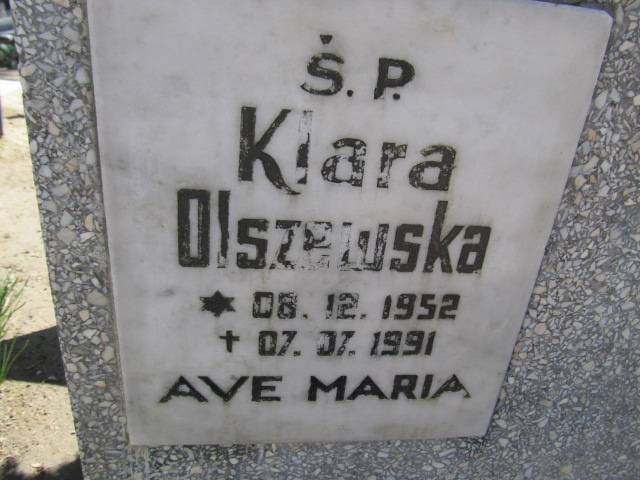 Ś. P.
Klara
Olszewska
✶ 08. 12. 1952
✝ 07. 07. 1991
AVE MARIA